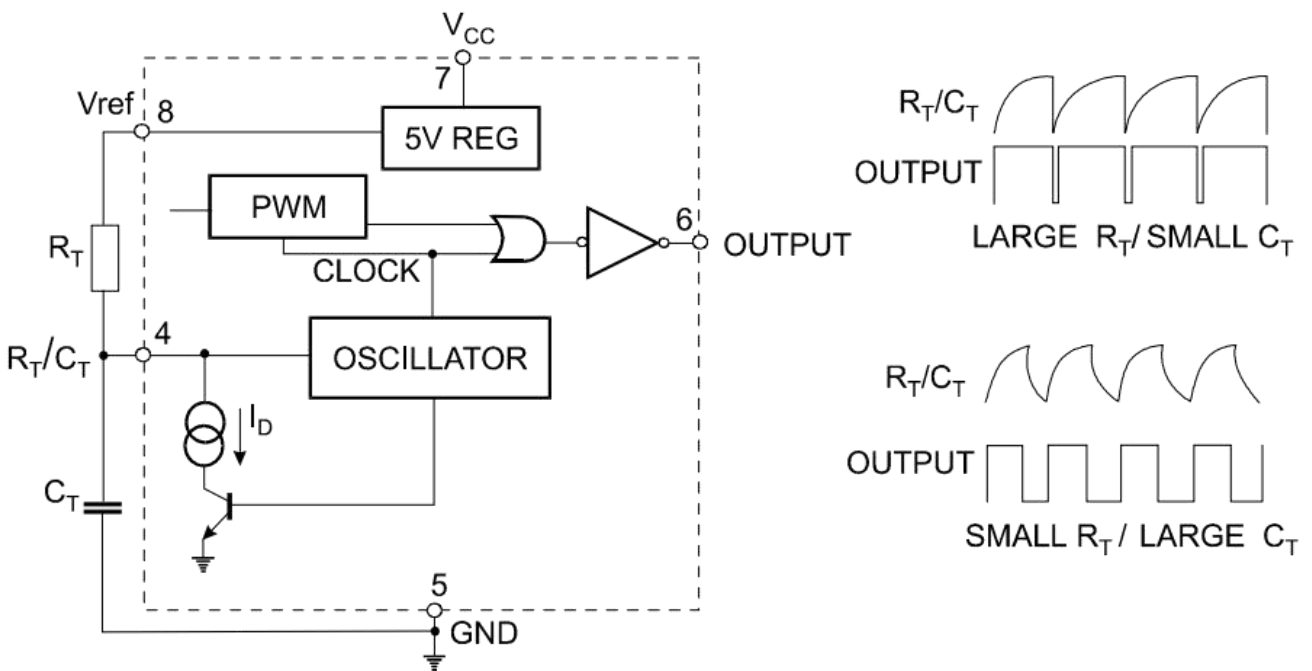 V_CC
7
Vref
8
5V REG
PWM
R_T
CLOCK
6
OUTPUT
4
R_T/C_T
OSCILLATOR
I_D
C_T
5
GND
R_T/C_T
OUTPUT
LARGE R_T/SMALL C_T
R_T/C_T
OUTPUT
SMALL R_T/ LARGE C_T